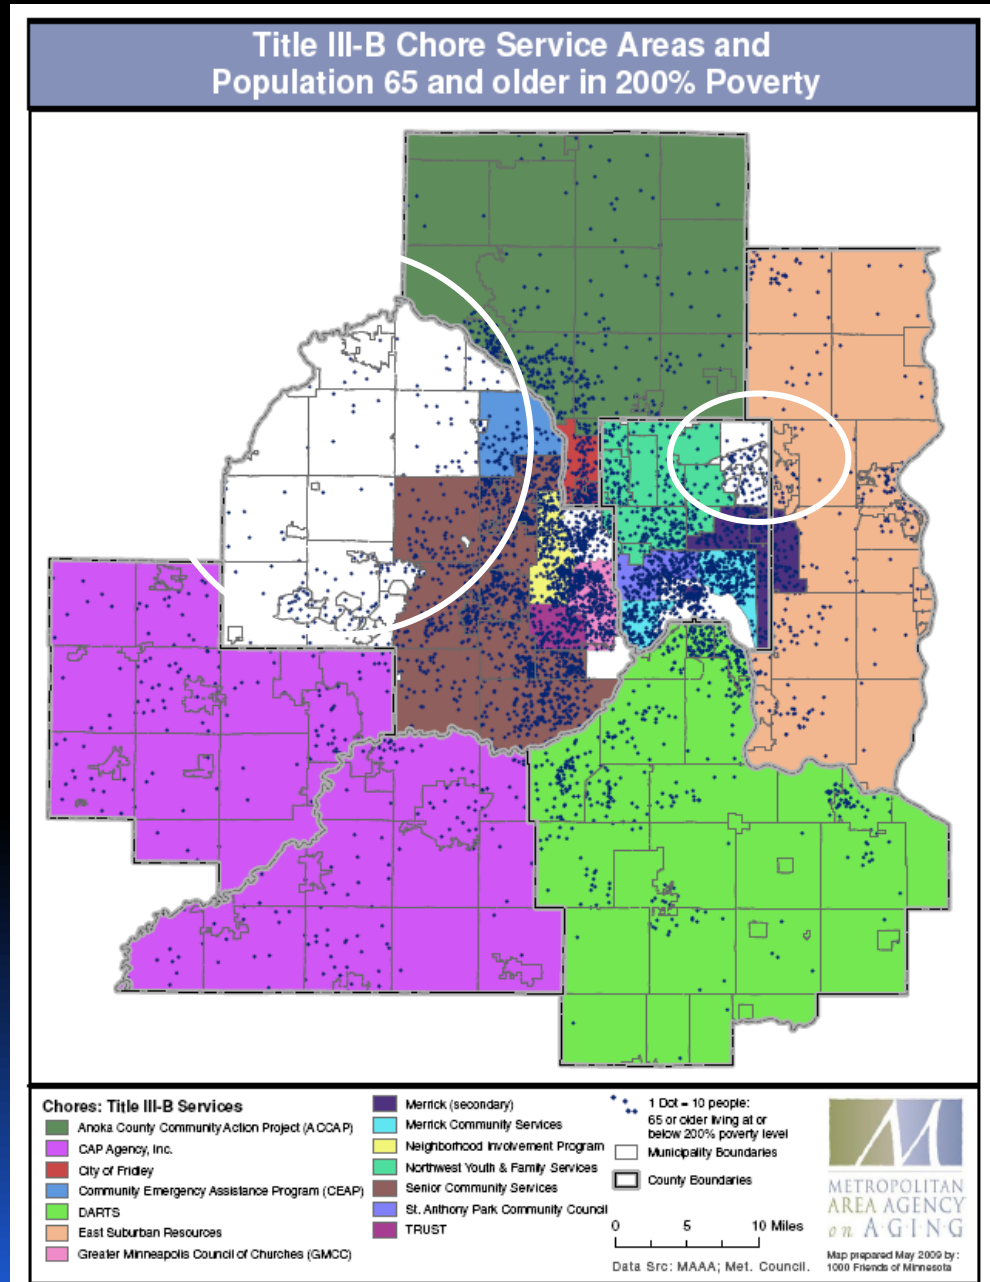 Title III-B Chore Service Areas and
Population 65 and older in 200% Poverty
Chores: Title III-B Services
Anoka County Community Action Project (ACCAP)
CAP Agency, Inc.
City of Fridley
Community Emergency Assistance Program (CEAP)
DARTS
East Suburban Resources
Greater Minneapolis Council of Churches (GMCC)
Merrick (secondary)
Merrick Community Services
Neighborhood Involvement Program
Northwest Youth & Family Services
Senior Community Services
St. Anthony Park Community Council
TRUST
1 Dot = 10 people:
65 or older living at or
below 200% poverty level
Municipality Boundaries
County Boundaries
0 5 10 Miles
Data Src: MAAA; Met. Council.
METROPOLITAN
AREA AGENCY
on AGING
Map prepared May 2009 by:
1000 Friends of Minnesota